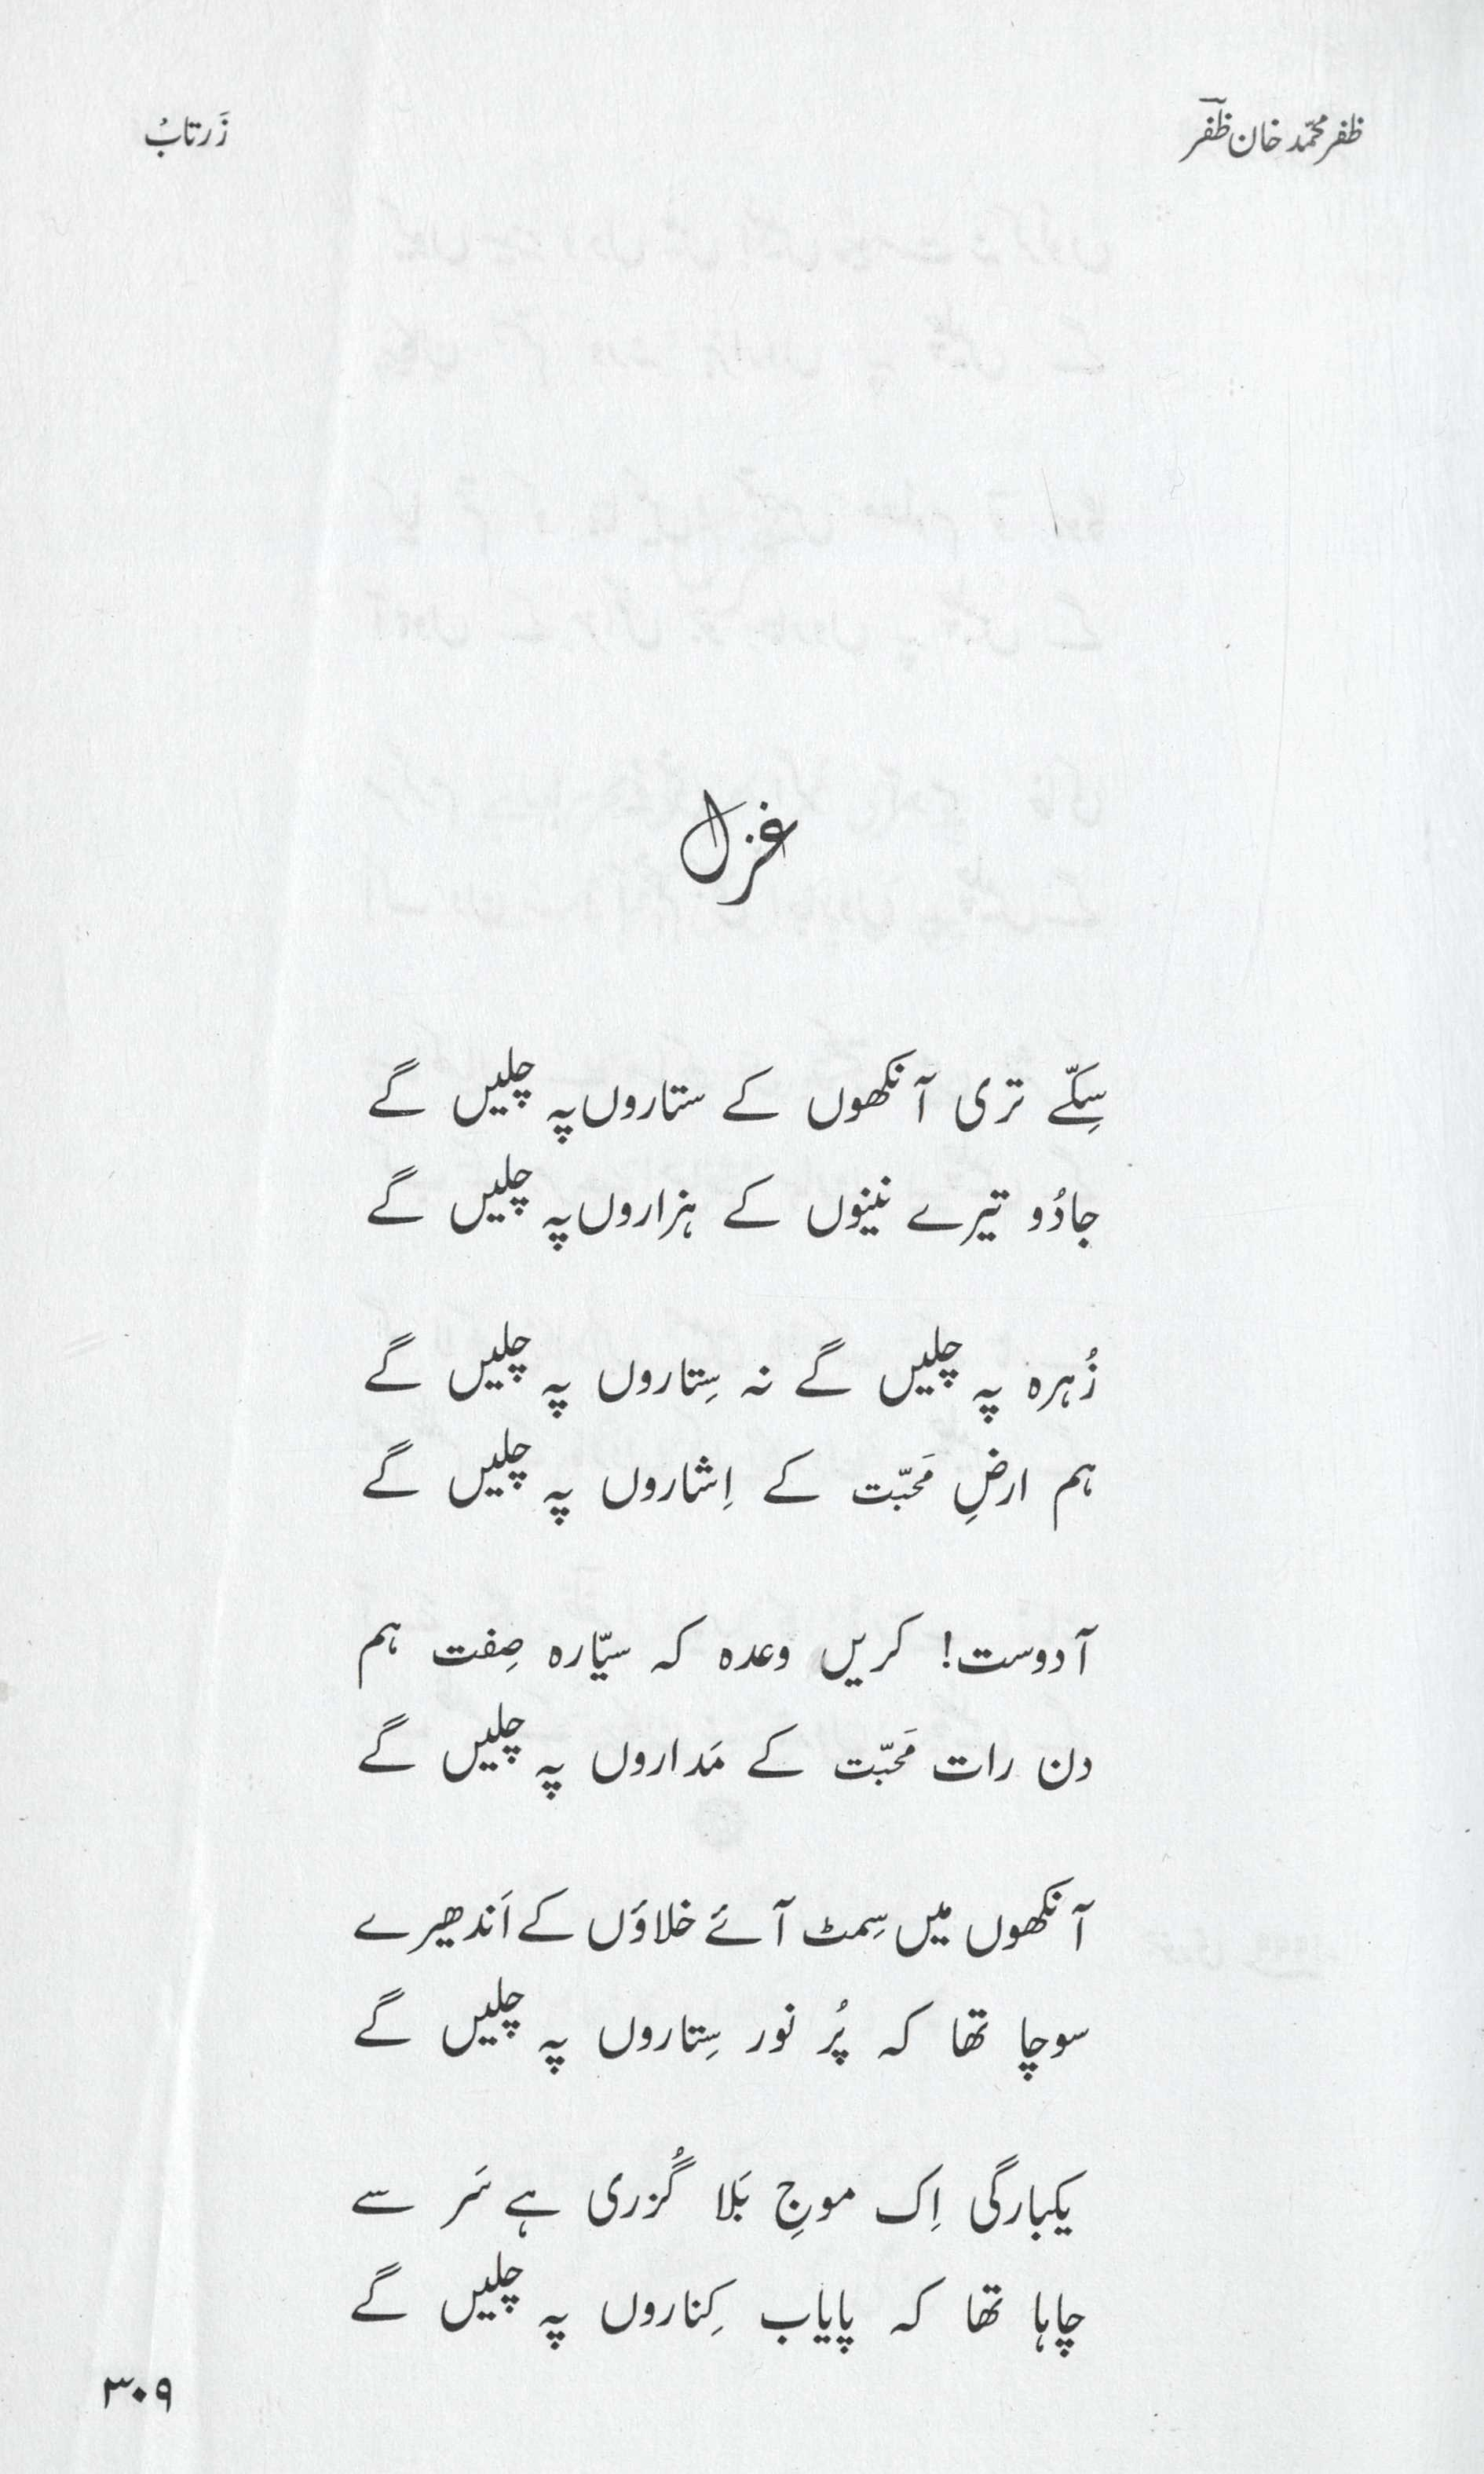 ظفر محمّد خان ظفؔر
زَرتابُ
غزل
سِکّے تری آنکھوں کے ستاروں پہ چلیں گے
جادُو تیرے نینوں کے ہزاروں پہ چلیں گے
زُہرہ پہ چلیں گے نہ سِتاروں پہ چلیں گے
ہم ارضِ مَحبّت کے اِشاروں پہ چلیں گے
آ دوست! کریں وعدہ کہ سیّارہ صِفت ہم
دن رات مَحبّت کے مَداروں پہ چلیں گے
آنکھوں میں سِمٹ آئے خلاؤں کے اَندھیرے
سوچا تھا کہ پُر نور سِتاروں پہ چلیں گے
یکبارگی اِک موجِ بَلا گُزری ہے سَر سے
چاہا تھا کہ پایاب کِناروں پہ چلیں گے
۳۰۹